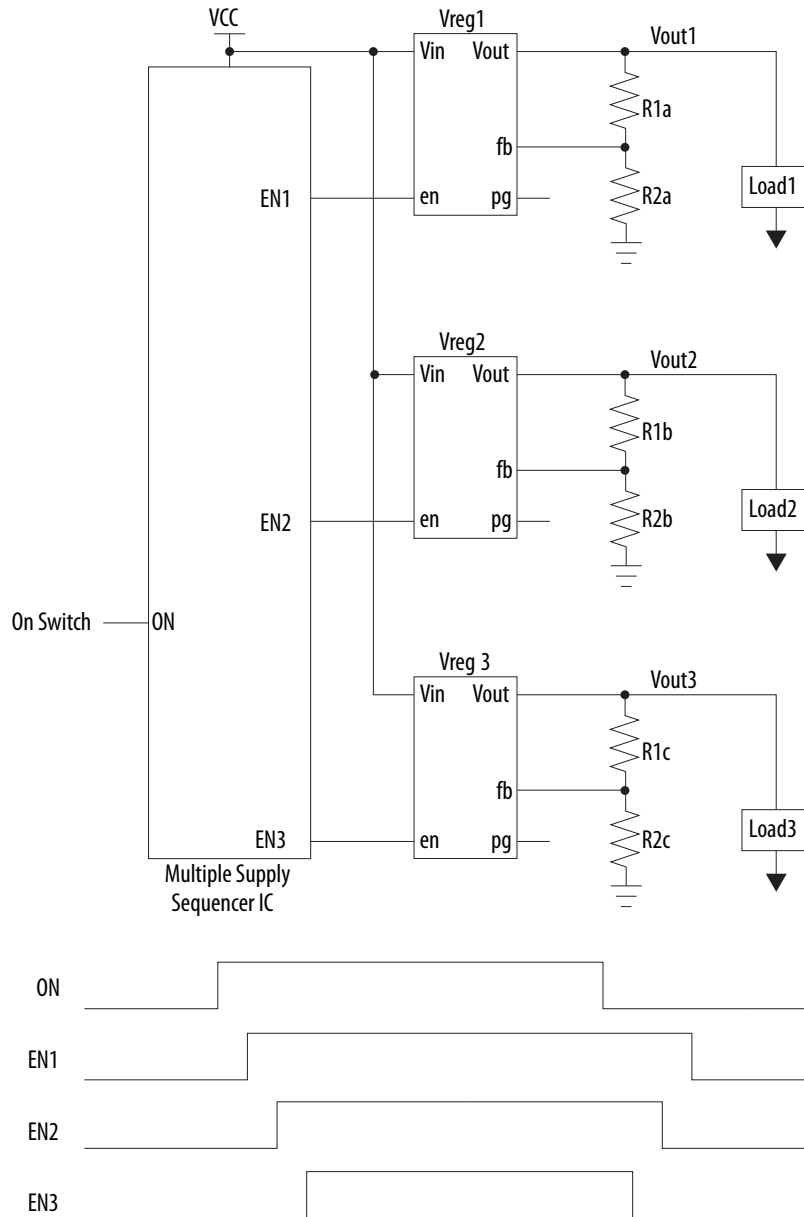 VCC
Vreg1
Vin Vout
Vout1
R1a
fb
Load1
EN1
en pg
R2a
Vreg2
Vin Vout
Vout2
R1b
fb
Load2
EN2
en pg
R2b
On Switch
ON
Vreg 3
Vin Vout
Vout3
R1c
fb
Load3
EN3
en pg
R2c
Multiple Supply
Sequencer IC
ON
EN1
EN2
EN3